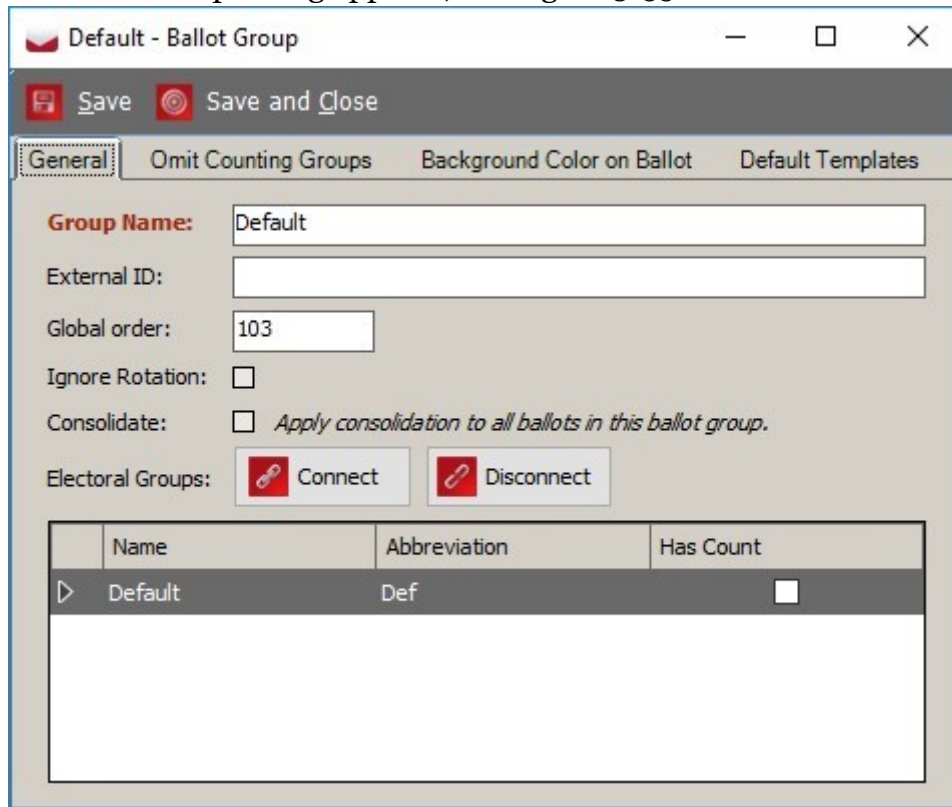 Default - Ballot Group
Save Save and Close
General Omit Counting Groups Background Color on Ballot Default Templates
Group Name: Default
External ID:
Global order: 103
Ignore Rotation:
Consolidate: Apply consolidation to all ballots in this ballot group.
Electoral Groups: Connect Disconnect
Name Abbreviation Has Count
Default Def